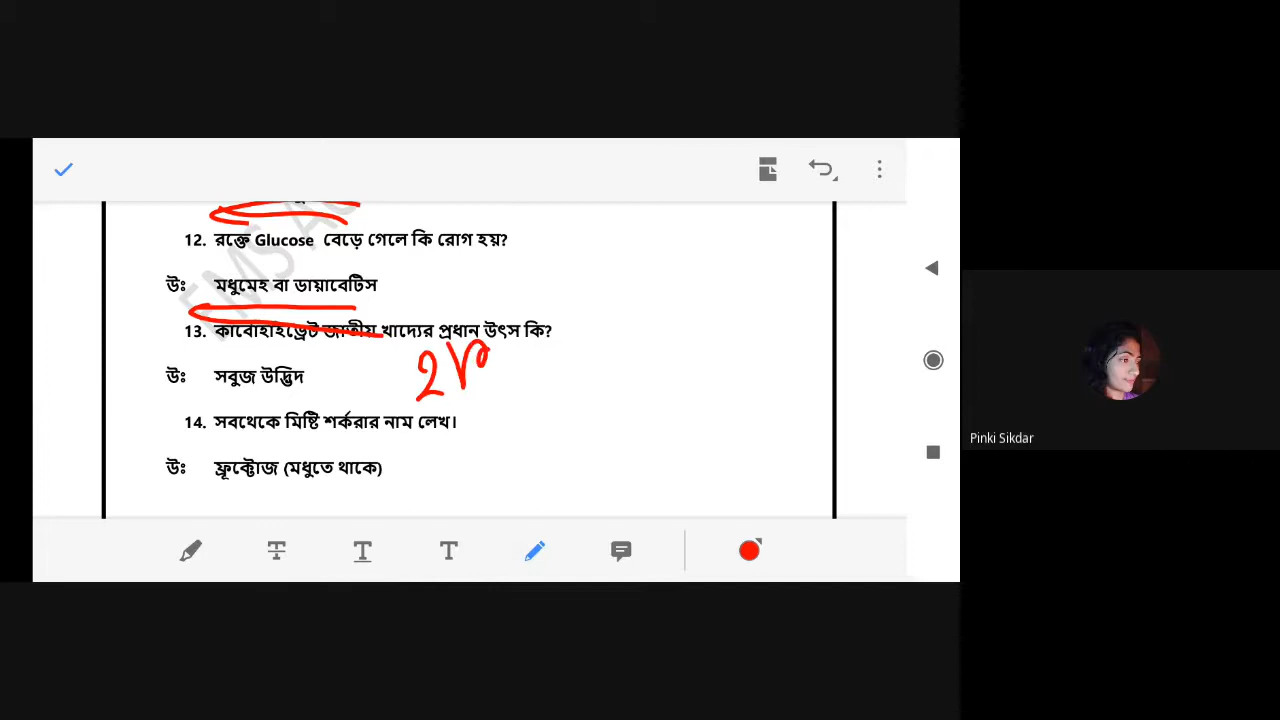 12. রক্তে Glucose বেড়ে গেলে কি রোগ হয়?
উঃ মধুমেহ বা ডায়াবেটিস
13. কার্বোহাইড্রেট জাতীয় খাদ্যের প্রধান উৎস কি?
উঃ সবুজ উদ্ভিদ
14. সবথেকে মিষ্টি শর্করার নাম লেখ।
উঃ ফ্রূক্টোজ (মধুতে থাকে)
Pinki Sikdar